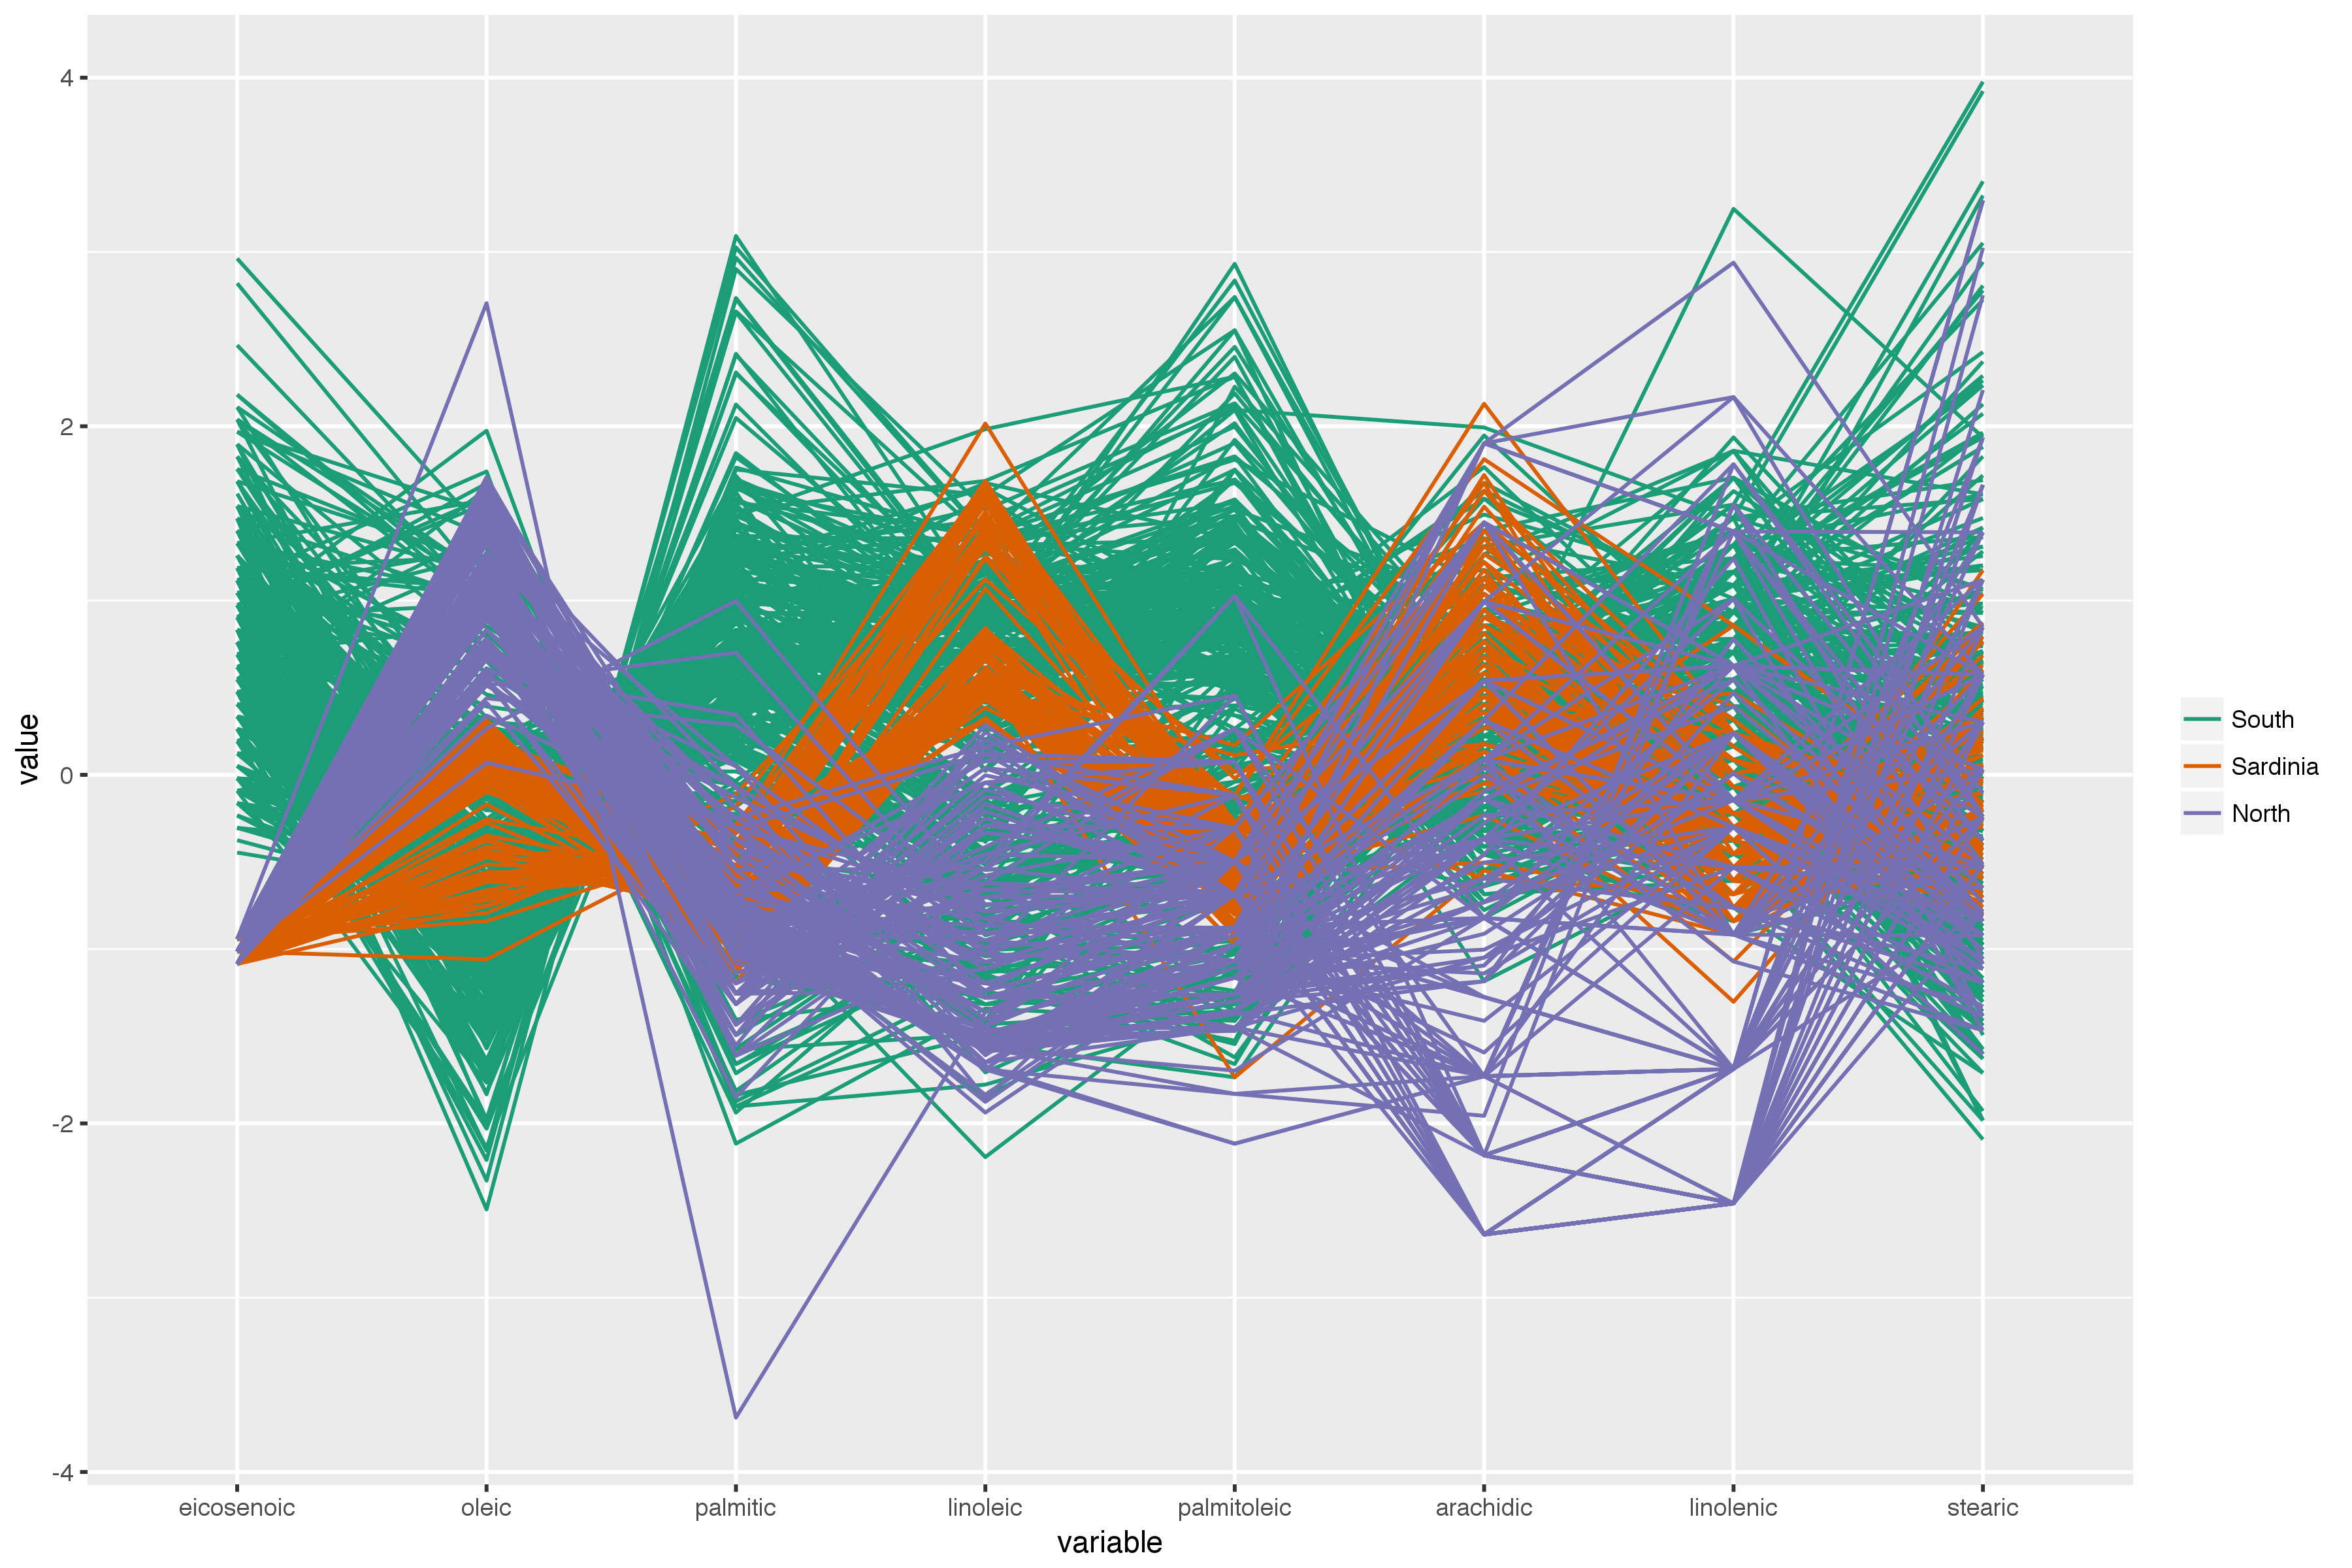 4
2
0
-2
-4
value
eicosenoic oleic palmitic linoleic palmitoleic arachidic linolenic stearic
variable
South
Sardinia
North